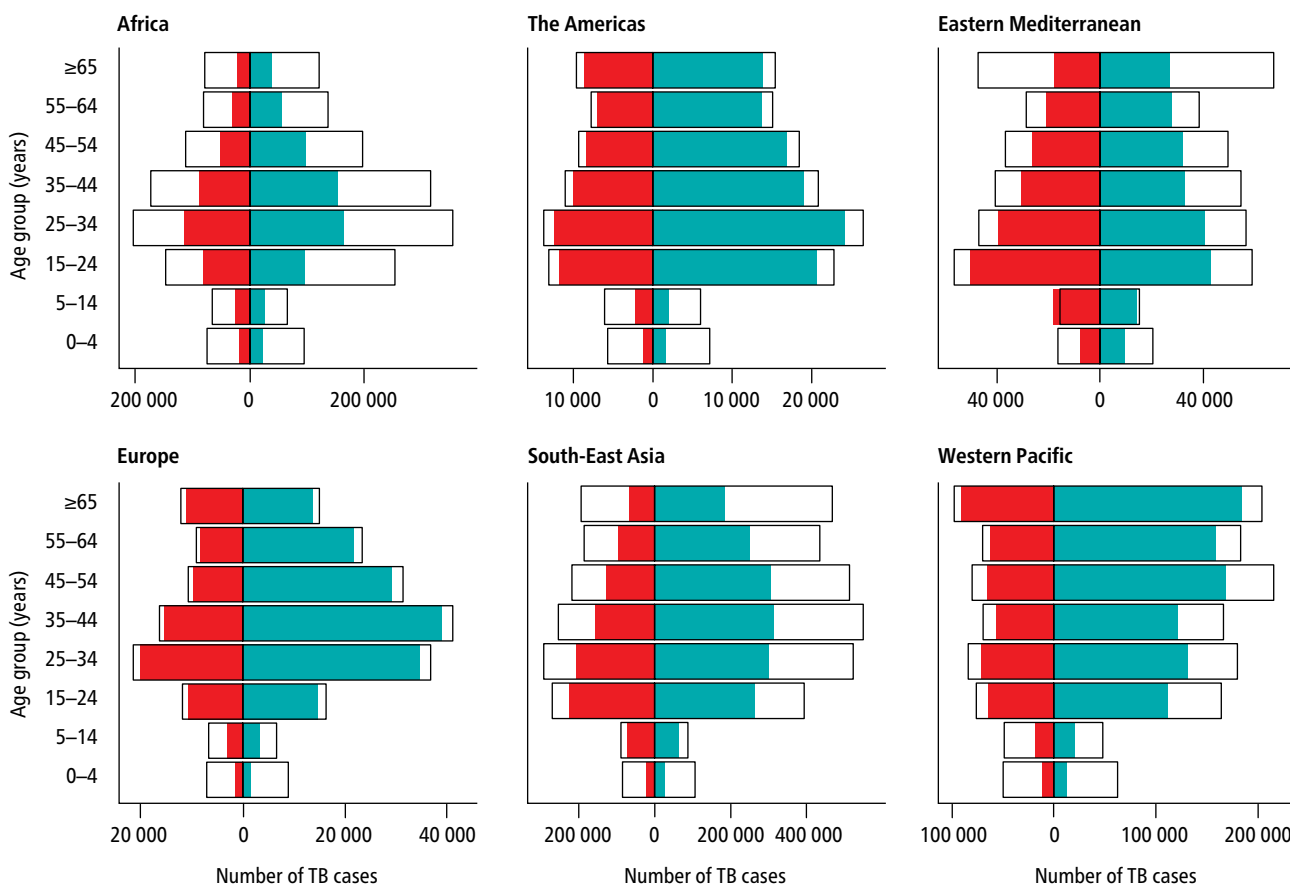 Africa
The Americas
Eastern Mediterranean
Age group (years)
≥65
55–64
45–54
35–44
25–34
15–24
5–14
0–4
200 000 0 200 000
10 000 0 10 000 20 000
40 000 0 40 000
Europe
South-East Asia
Western Pacific
Age group (years)
≥65
55–64
45–54
35–44
25–34
15–24
5–14
0–4
20 000 0 20 000 40 000
200 000 0 200 000 400 000
100 000 0 100 000 200 000
Number of TB cases
Number of TB cases
Number of TB cases